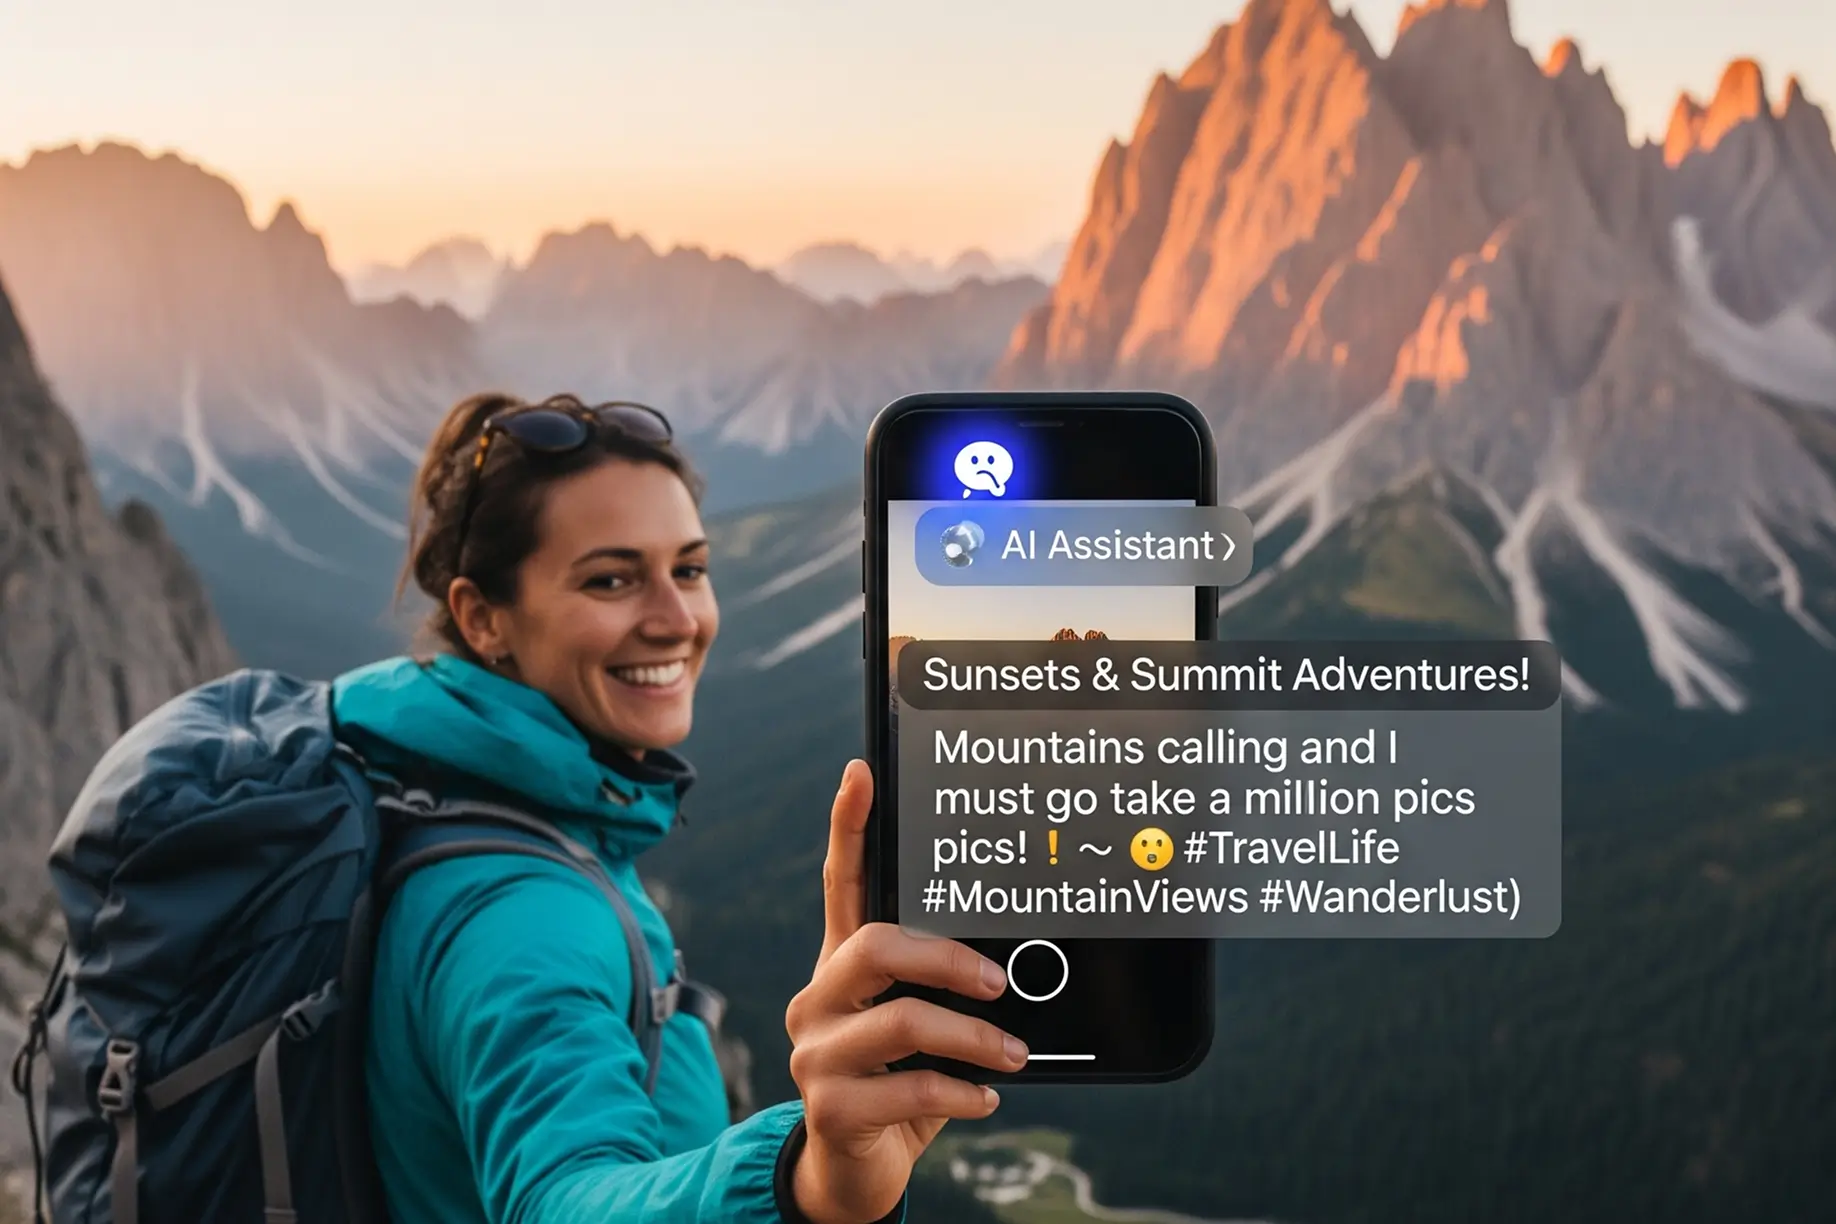 AI Assistant ›
Sunsets & Summit Adventures!
Mountains calling and I
must go take a million pics
pics! ❗ ~ 😮 #TravelLife
#MountainViews #Wanderlust)